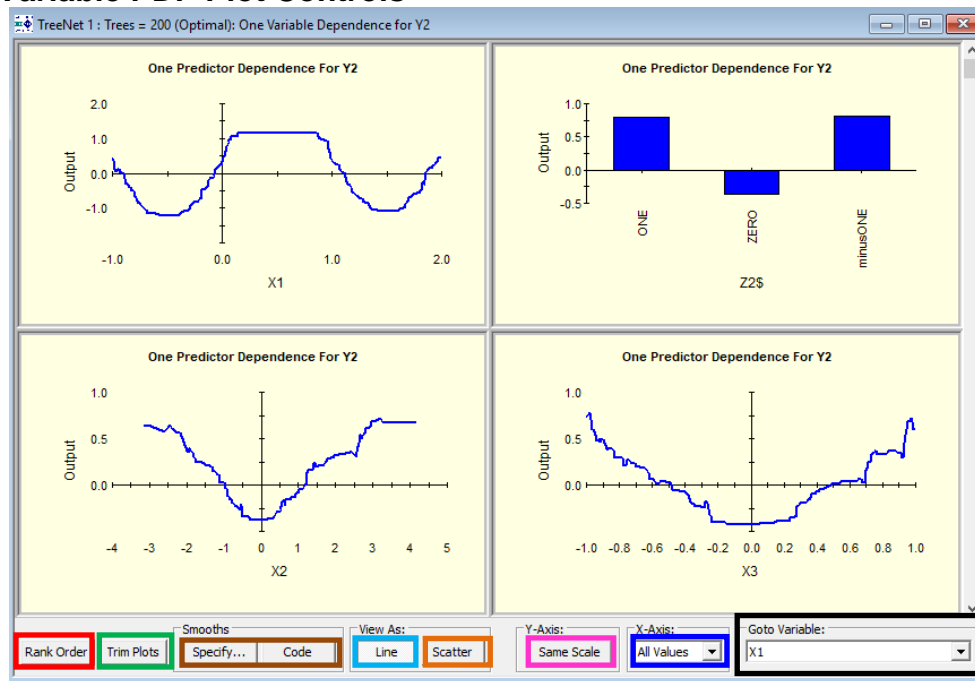 TreeNet 1 : Trees = 200 (Optimal): One Variable Dependence for Y2
One Predictor Dependence For Y2
2.0
1.0
0.0
-1.0
Output
-1.0 0.0 1.0 2.0
X1
One Predictor Dependence For Y2
1.0
0.5
0.0
-0.5
Output
ONE ZERO minusONE
Z2$
One Predictor Dependence For Y2
1.0
0.5
0.0
Output
-4 -3 -2 -1 0 1 2 3 4 5
X2
One Predictor Dependence For Y2
1.0
0.5
0.0
Output
-1.0 -0.8 -0.6 -0.4 -0.2 0.0 0.2 0.4 0.6 0.8 1.0
X3
Smooths View As: Y-Axis: X-Axis: Goto Variable:
Rank Order Trim Plots Specify... Code Line Scatter Same Scale All Values X1